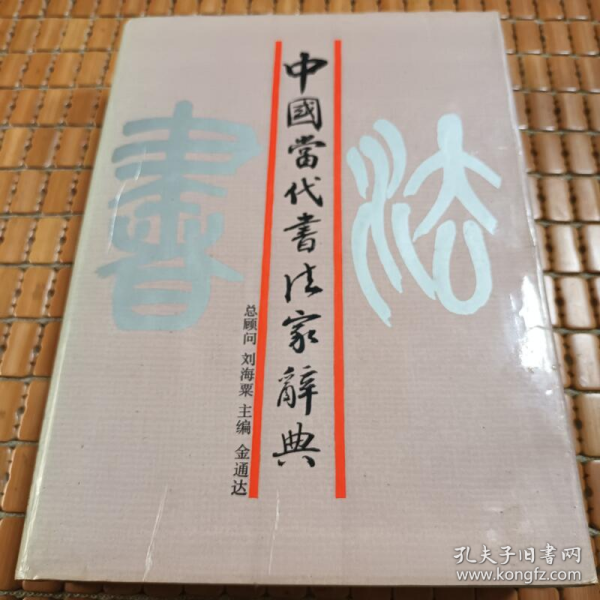 中國當代書法家辭典
書
法
总顾问 刘海粟 主编 金通达
孔夫子旧书网
www.kongfz.com